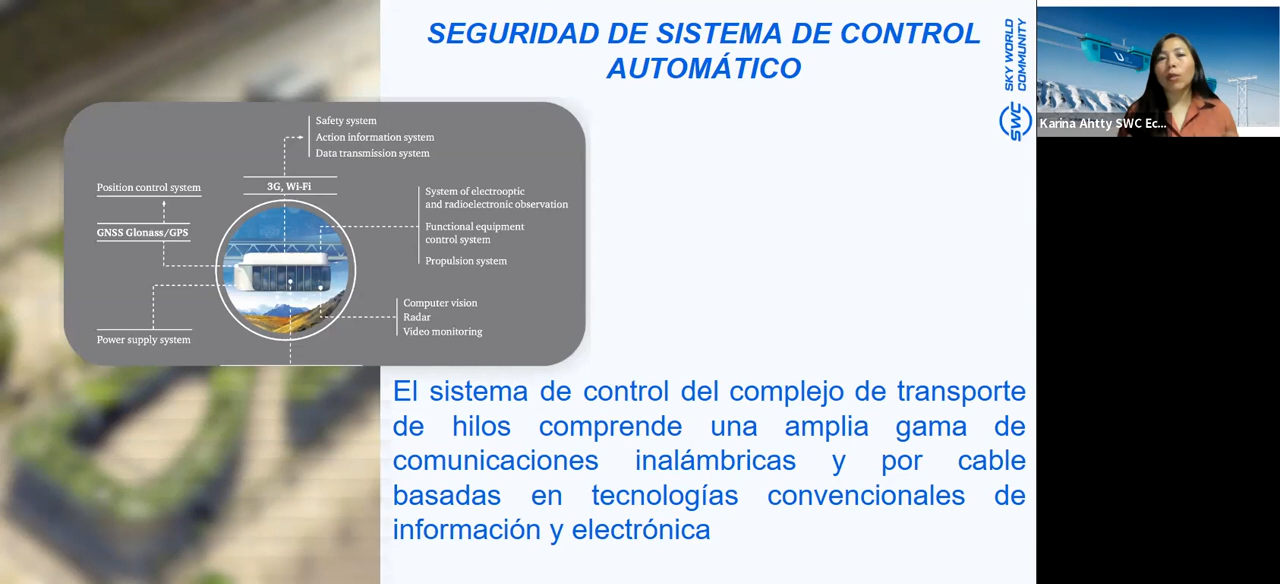 SEGURIDAD DE SISTEMA DE CONTROL
AUTOMÁTICO
SKY WORLD
COMMUNITY
SWC
Karina Ahtty SWC Ec...
Safety system
Action information system
Data transmission system
3G, Wi-Fi
Position control system
GNSS Glonass/GPS
System of electrooptic
and radioelectronic observation
Functional equipment
control system
Propulsion system
Computer vision
Radar
Video monitoring
Power supply system
El sistema de control del complejo de transporte
de hilos comprende una amplia gama de
comunicaciones inalámbricas y por cable
basadas en tecnologías convencionales de
información y electrónica